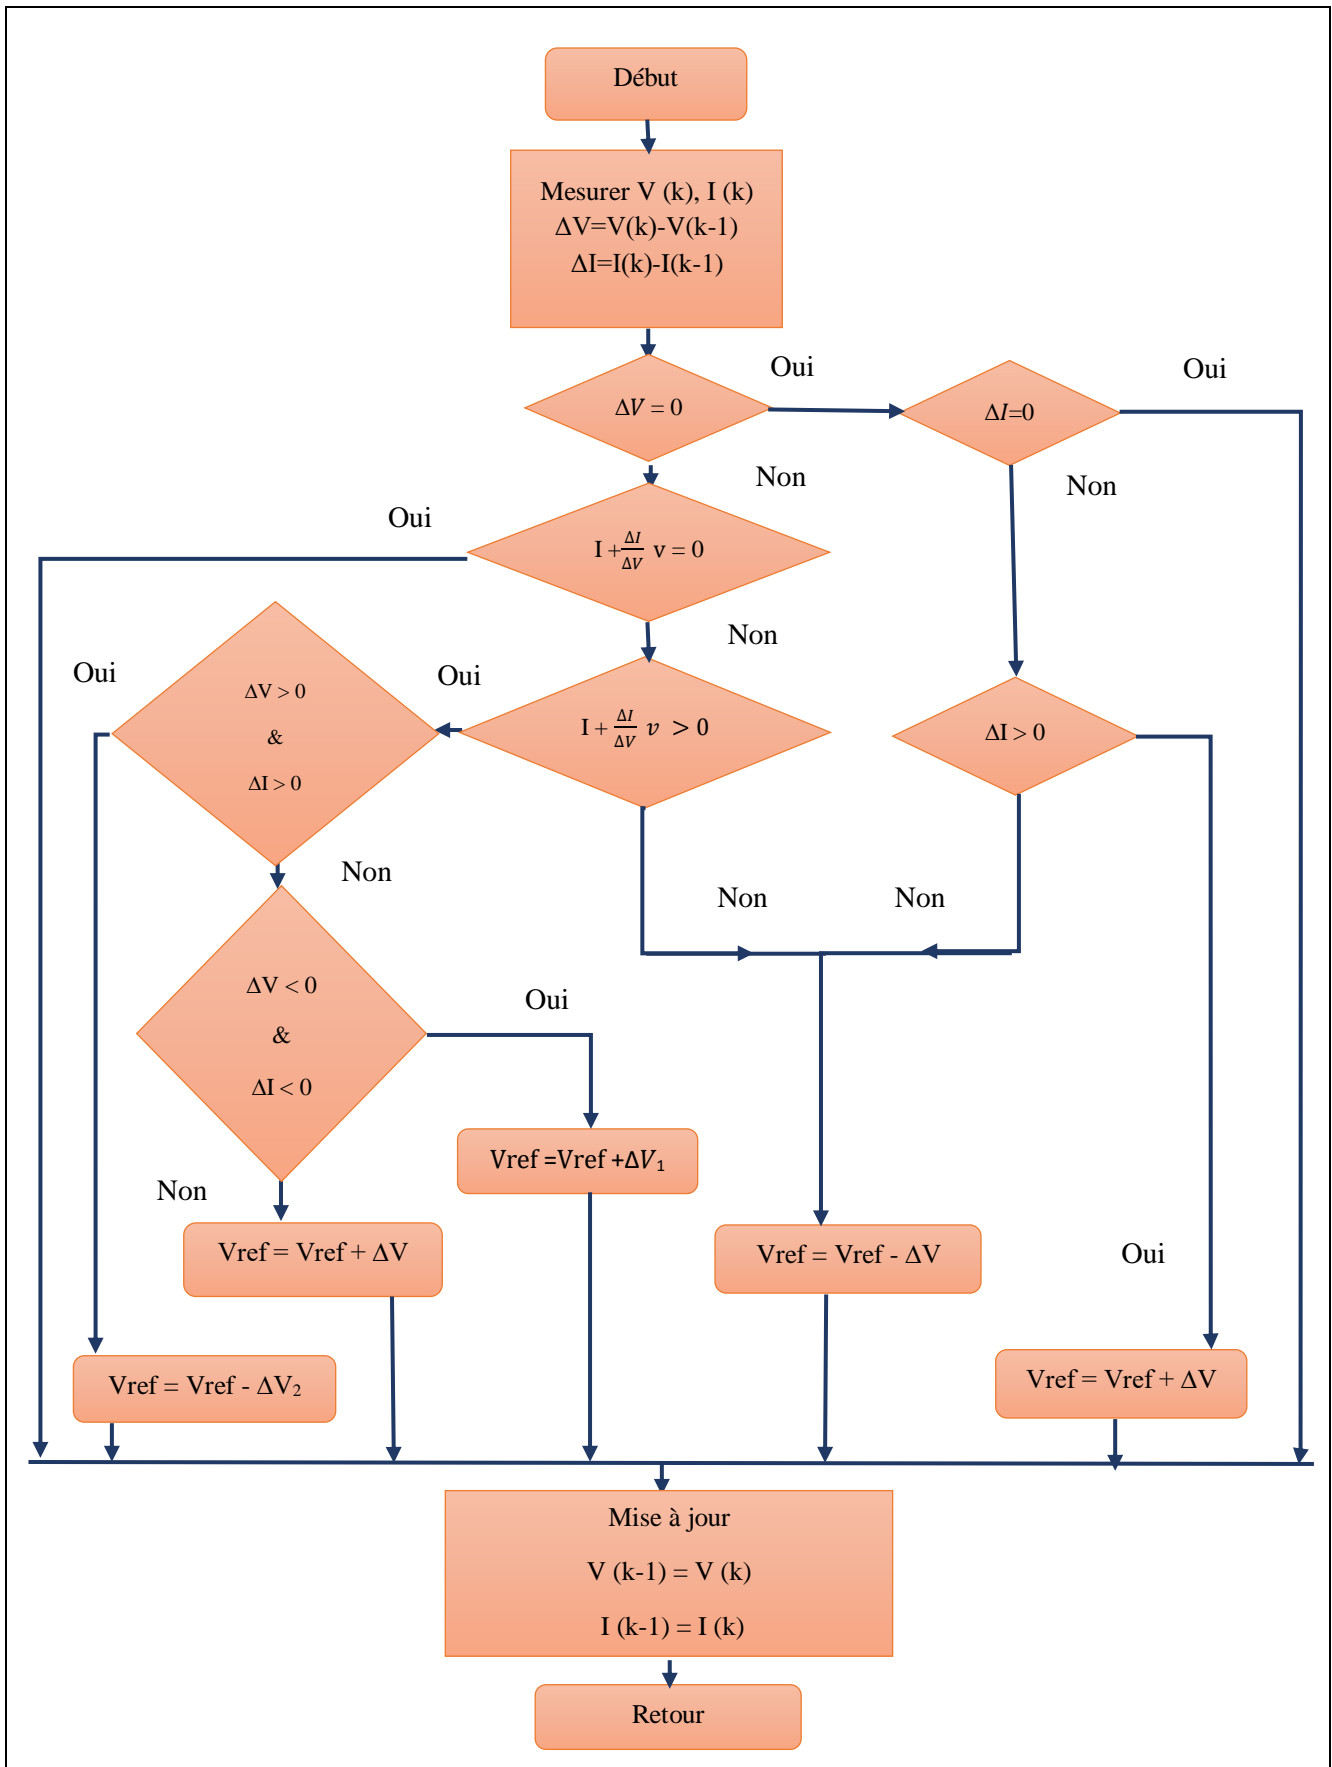 Début
Mesurer V (k), I (k)
ΔV=V(k)-V(k-1)
ΔI=I(k)-I(k-1)
Oui
Oui
ΔV = 0
ΔI=0
Non
Non
Oui
I +ΔI/ΔV v = 0
Non
Oui
Oui
ΔV > 0
&
ΔI > 0
I + ΔI/ΔV v > 0
ΔI > 0
Non
Non
Non
ΔV < 0
&
ΔI < 0
Oui
Vref =Vref +ΔV₁
Non
Vref = Vref + ΔV
Vref = Vref - ΔV
Oui
Vref = Vref - ΔV₂
Vref = Vref + ΔV
Mise à jour
V (k-1) = V (k)
I (k-1) = I (k)
Retour